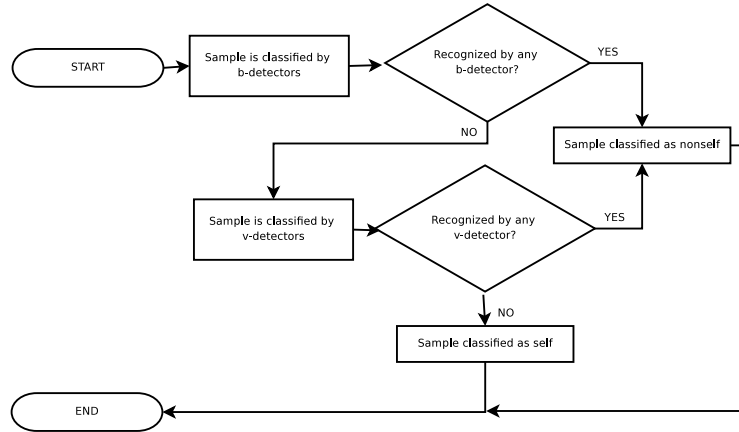 START
Sample is classified by
b-detectors
Recognized by any
b-detector?
YES
NO
Sample classified as nonself
Sample is classified by
v-detectors
Recognized by any
v-detector?
YES
NO
Sample classified as self
END